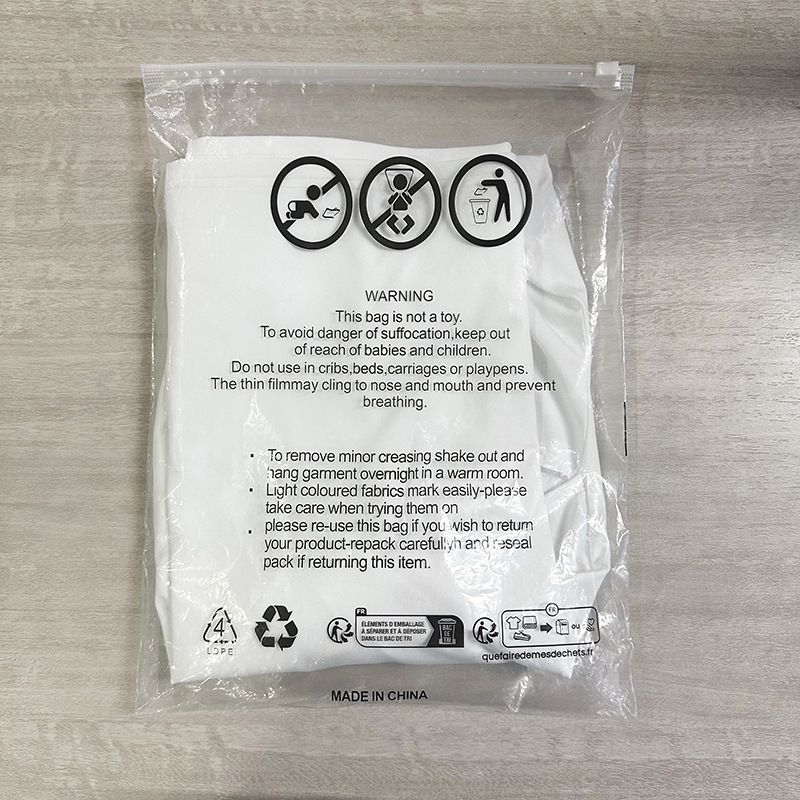 WARNING
This bag is not a toy.
To avoid danger of suffocation,keep out
of reach of babies and children.
Do not use in cribs,beds,carriages or playpens.
The thin filmmay cling to nose and mouth and prevent
breathing.
· To remove minor creasing shake out and
hang garment overnight in a warm room.
· Light coloured fabrics mark easily-please
take care when trying them on
· please re-use this bag if you wish to return
your product-repack carefullyh and reseal
pack if returning this item.
4
LDPE
FR
ÉLÉMENTS D'EMBALLAGE
À SÉPARER ET À DÉPOSER
DANS LE BAC DE TRI
BAC
DE
TRI
FR
ou
quefairedemesdechets.fr
MADE IN CHINA